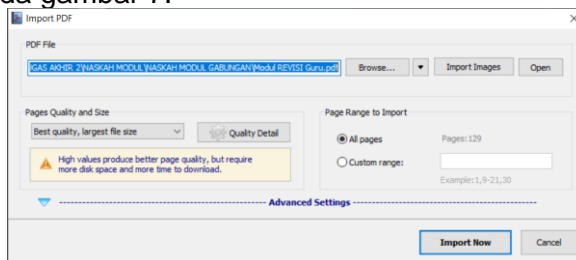 da gambar 7.
Import PDF
PDF File
IGAS AKHIR 2\NASKAH MODUL\NASKAH MODUL GABUNGAN\Modul REVISI Guru.pdf
Browse...
Import Images
Open
Pages Quality and Size
Page Range to Import
Best quality, largest file size
Quality Detail
All pages
Pages:129
High values produce better page quality, but require
more disk space and more time to download.
Custom range:
Example:1,9-21,30
Advanced Settings
Import Now
Cancel